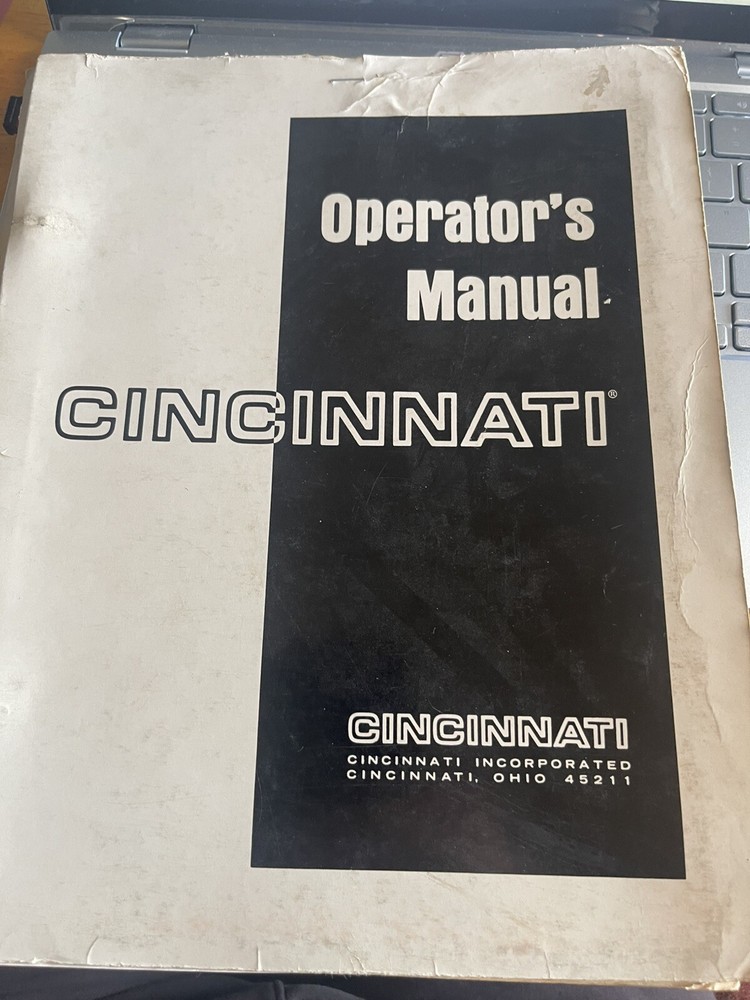 Operator's
Manual
CINCINNATI®
CINCINNATI
CINCINNATI INCORPORATED
CINCINNATI, OHIO 45211